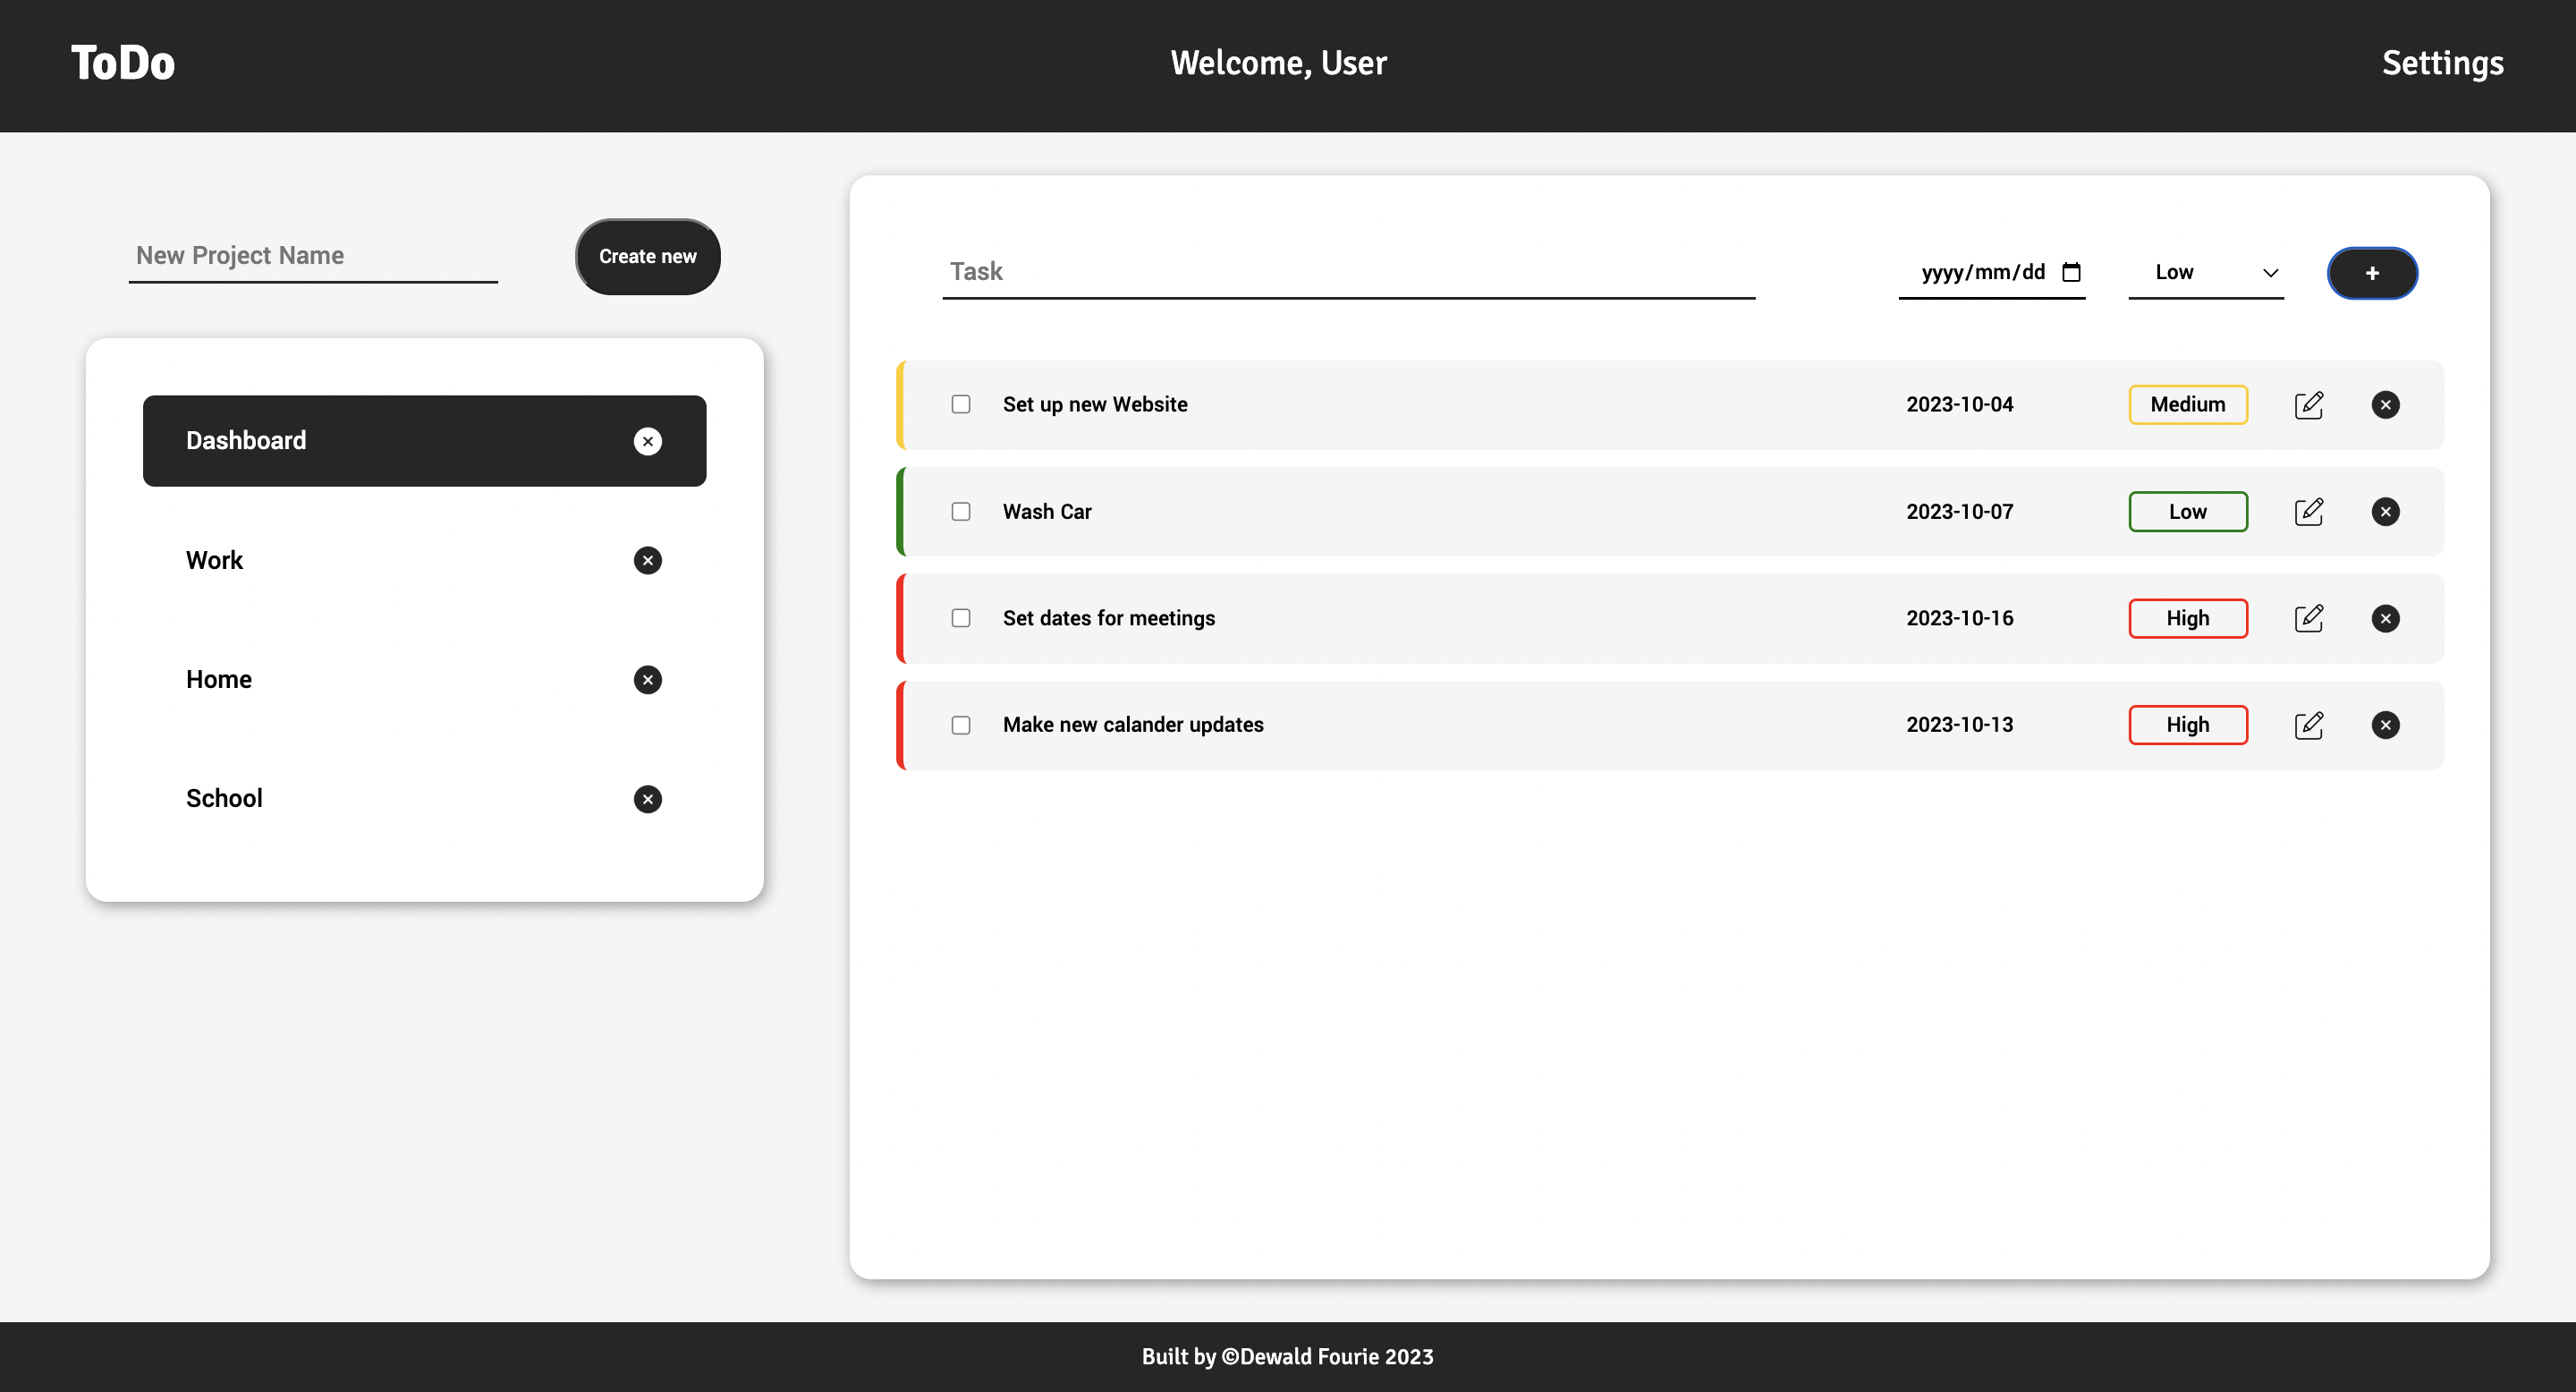 ToDo
Welcome, User
Settings
New Project Name
Create new
Task
yyyy/mm/dd
Low
+
Dashboard
Work
Home
School
Set up new Website
2023-10-04
Medium
Wash Car
2023-10-07
Low
Set dates for meetings
2023-10-16
High
Make new calander updates
2023-10-13
High
Built by ©Dewald Fourie 2023